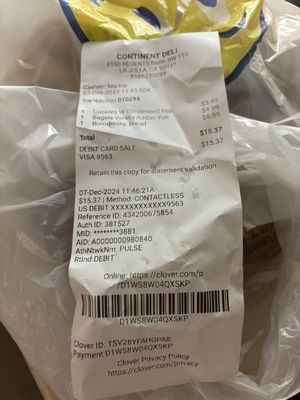 CONTINENT DELI
4150 REGENTS PARK RW 110
LA JOLLA, CA 92037
8582230099
Cashier: Marina
07-Dec-2024 11:45:50A
Transaction 010294
1 Cookies W Condensed Milk $3.49
1 Bagels Vanilla Amber Rye $4.99
1 Borodinsky, Bread $6.89
Total $15.37
DEBIT CARD SALE $15.37
VISA 9563
Retain this copy for statement validation
07-Dec-2024 11:46:21A
$15.37 | Method: CONTACTLESS
US DEBIT XXXXXXXXXXXX9563
Reference ID: 434200675854
Auth ID: 381527
MID: ********3881
AID: A0000000980840
AthNtwkNm: PULSE
RtInd:DEBIT
Online: https://clover.com/p
/D1WS8W04QXSKP
D1WS8W04QXSKP
Clover ID: TSV28YFAHGPA8
Payment D1WS8W04QXSKP
Clover Privacy Policy
https://clover.com/privacy